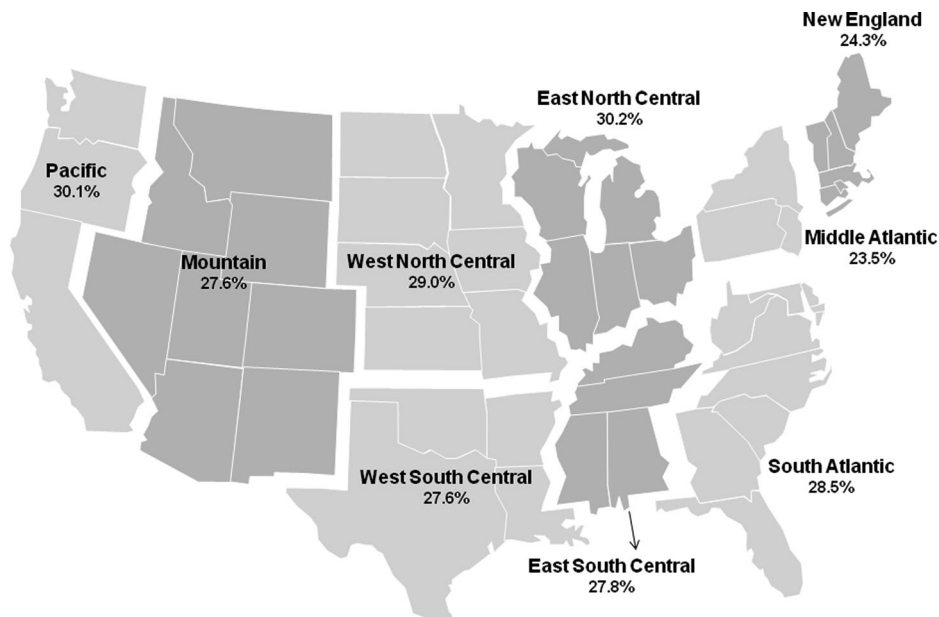 New England
24.3%
East North Central
30.2%
Pacific
30.1%
Middle Atlantic
23.5%
Mountain
27.6%
West North Central
29.0%
South Atlantic
28.5%
West South Central
27.6%
East South Central
27.8%